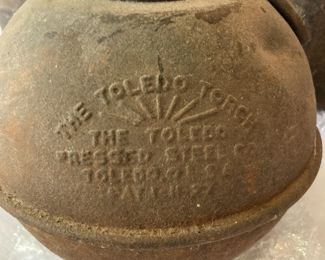 THE TOLEDO TORCH
THE TOLEDO
PRESSED STEEL CO
TOLEDO, O.